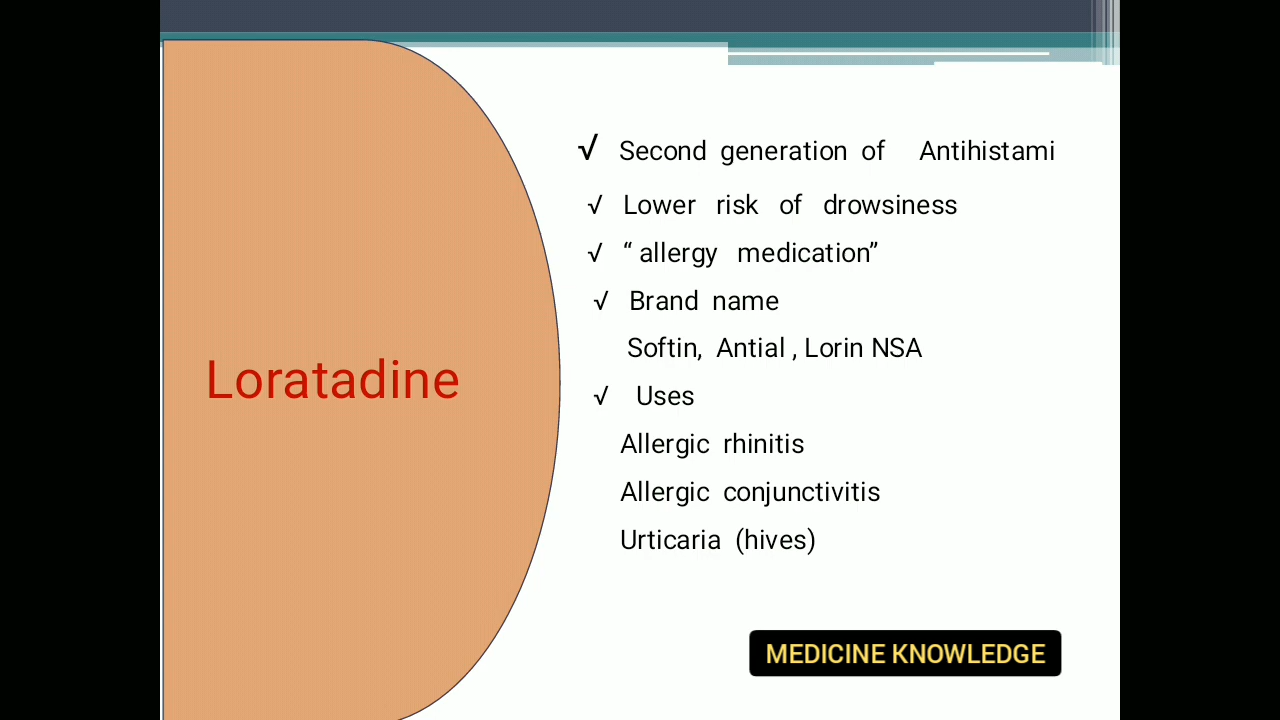 Loratadine
√ Second generation of Antihistami
√ Lower risk of drowsiness
√ “ allergy medication”
√ Brand name
Softin, Antial , Lorin NSA
√ Uses
Allergic rhinitis
Allergic conjunctivitis
Urticaria (hives)
MEDICINE KNOWLEDGE